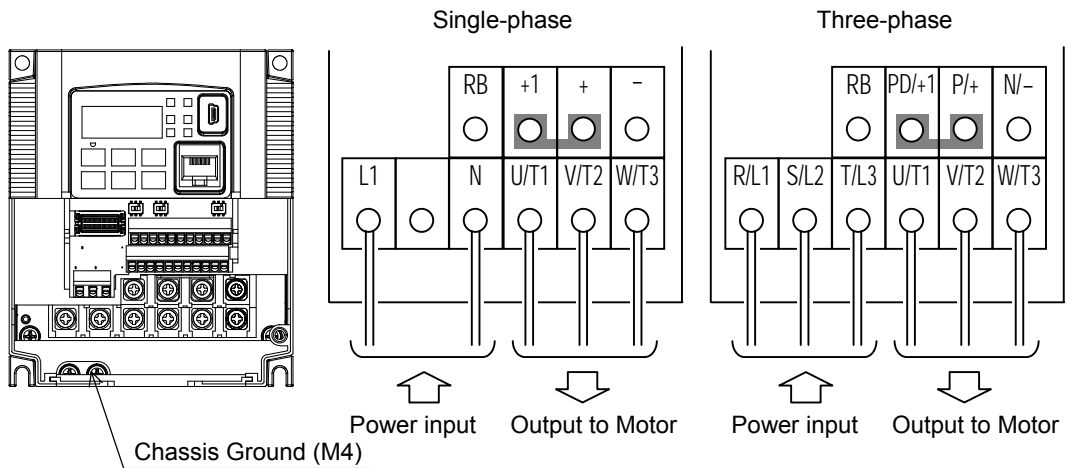 Single-phase
Three-phase
RB +1 + −
L1 N U/T1 V/T2 W/T3
RB PD/+1 P/+ N/−
R/L1 S/L2 T/L3 U/T1 V/T2 W/T3
Power input Output to Motor
Power input Output to Motor
Chassis Ground (M4)